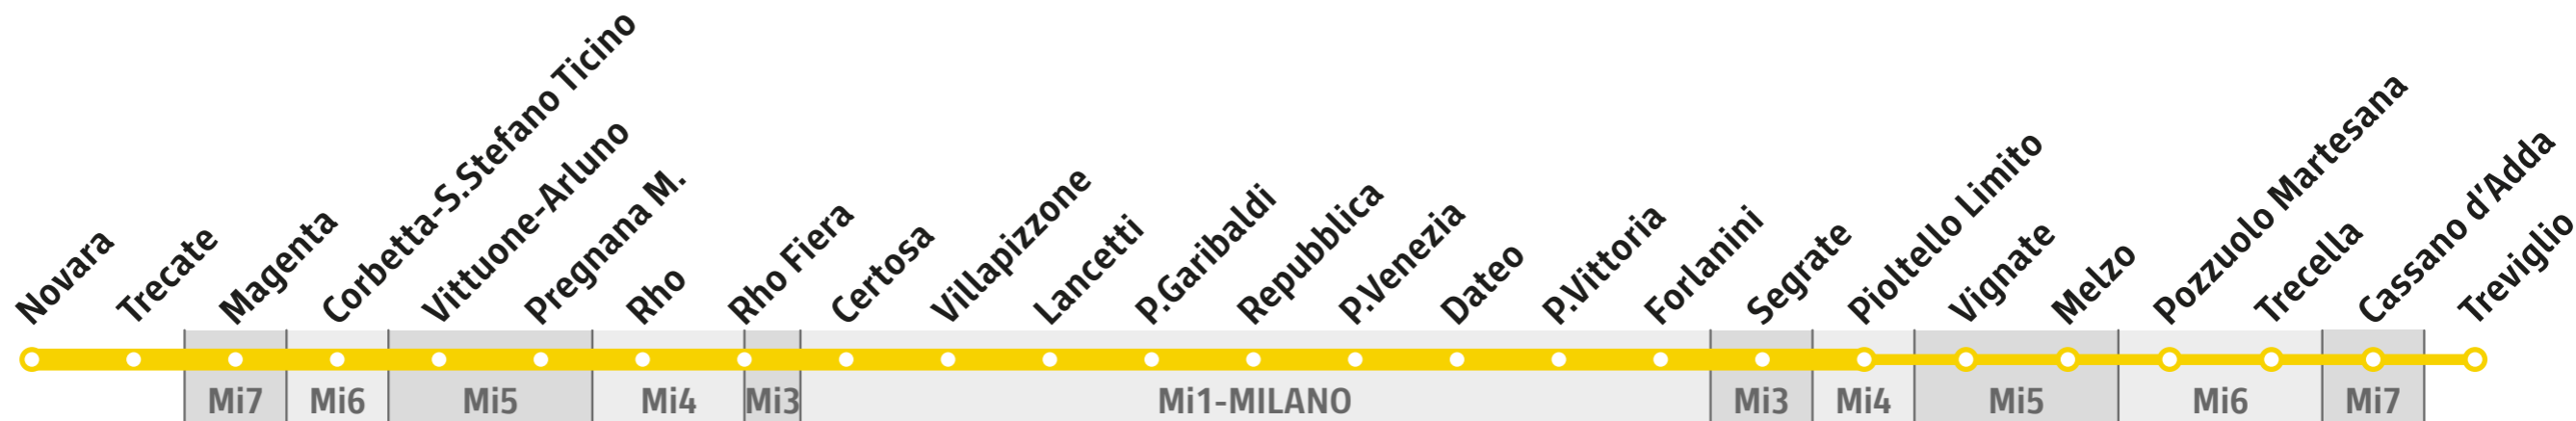 Novara
Trecate
Magenta
Corbetta-S.Stefano Ticino
Vittuone-Arluno
Pregnana M.
Rho
Rho Fiera
Certosa
Villapizzone
Lancetti
P.Garibaldi
Repubblica
P.Venezia
Dateo
P.Vittoria
Forlanini
Segrate
Pioltello Limito
Vignate
Melzo
Pozzuolo Martesana
Trecella
Cassano d'Adda
Treviglio
Mi7 Mi6 Mi5 Mi4 Mi3 Mi1-MILANO Mi3 Mi4 Mi5 Mi6 Mi7